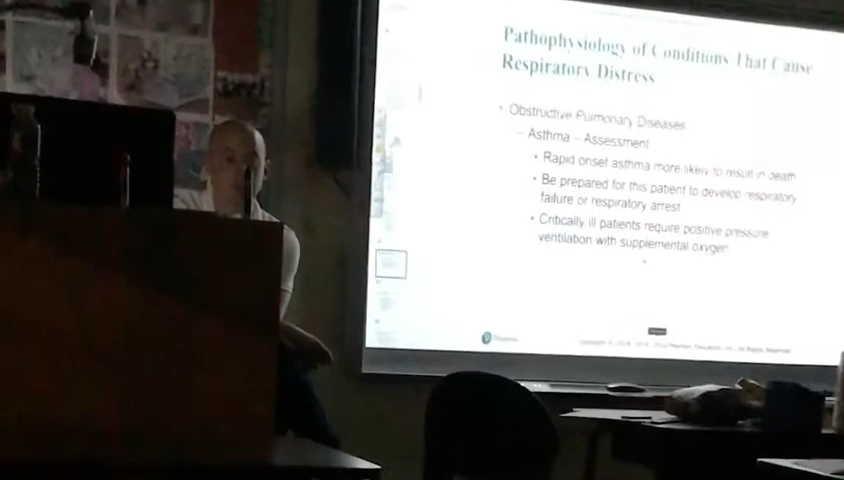 Pathophysiology of Conditions That Cause
Respiratory Distress
• Obstructive Pulmonary Diseases
– Asthma – Assessment
• Rapid onset asthma more likely to result in death
• Be prepared for this patient to develop respiratory
failure or respiratory arrest
• Critically ill patients require positive pressure
ventilation with supplemental oxygen
Pearson